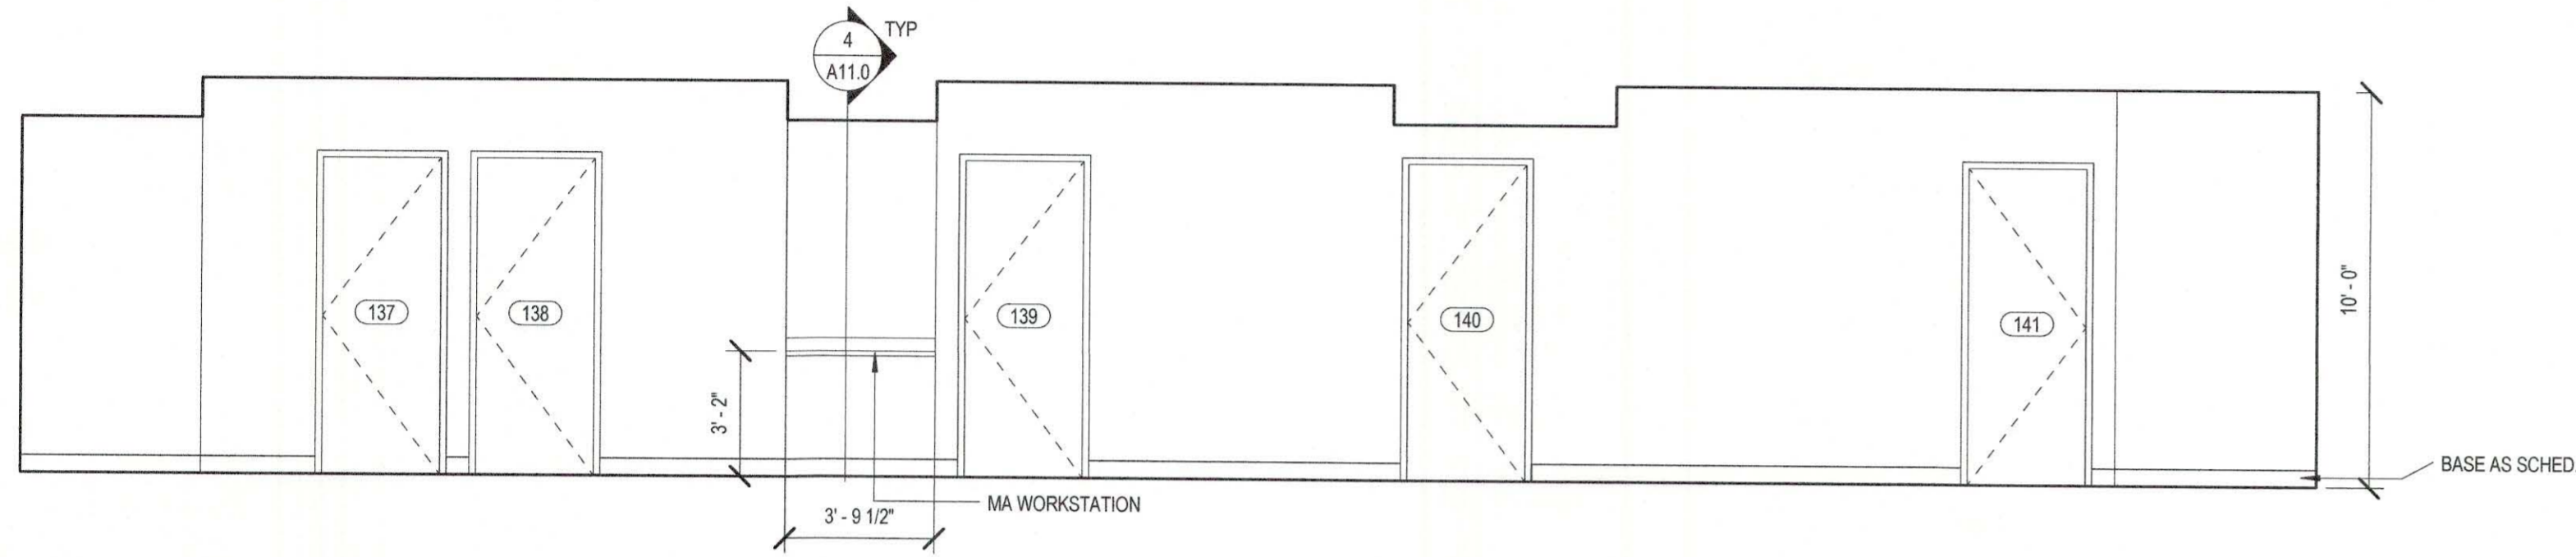 4
A11.0
TYP
137
138
139
140
141
3' - 2"
3' - 9 1/2"
MA WORKSTATION
10' - 0"
BASE AS SCHED